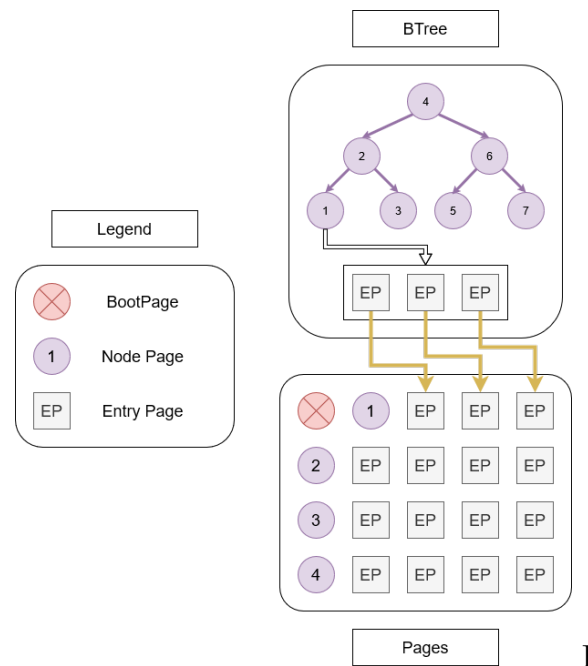 BTree
4
2 6
1 3 5 7
EP EP EP
Legend
BootPage
1 Node Page
EP Entry Page
1 EP EP EP
2 EP EP EP EP
3 EP EP EP EP
4 EP EP EP EP
Pages